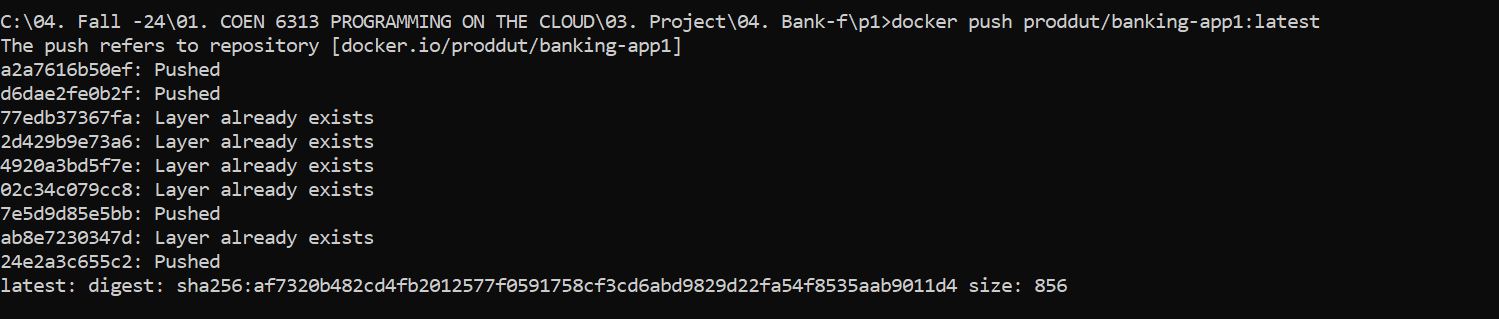 C:\04. Fall -24\01. COEN 6313 PROGRAMMING ON THE CLOUD\03. Project\04. Bank-f\p1>docker push proddut/banking-app1:latest
The push refers to repository [docker.io/proddut/banking-app1]
a2a7616b50ef: Pushed
d6dae2fe0b2f: Pushed
77edb37367fa: Layer already exists
2d429b9e73a6: Layer already exists
4920a3bd5f7e: Layer already exists
02c34c079cc8: Layer already exists
7e5d9d85e5bb: Pushed
ab8e7230347d: Layer already exists
24e2a3c655c2: Pushed
latest: digest: sha256:af7320b482cd4fb2012577f0591758cf3cd6abd9829d22fa54f8535aab9011d4 size: 856